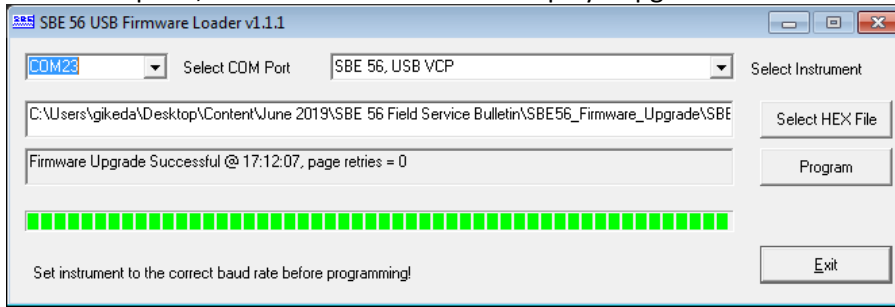 SBE 56 USB Firmware Loader v1.1.1
COM23 Select COM Port SBE 56, USB VCP Select Instrument
C:\Users\gikeda\Desktop\Content\June 2019\SBE 56 Field Service Bulletin\SBE56_Firmware_Upgrade\SBE Select HEX File
Firmware Upgrade Successful @ 17:12:07, page retries = 0 Program
Set instrument to the correct baud rate before programming! Exit